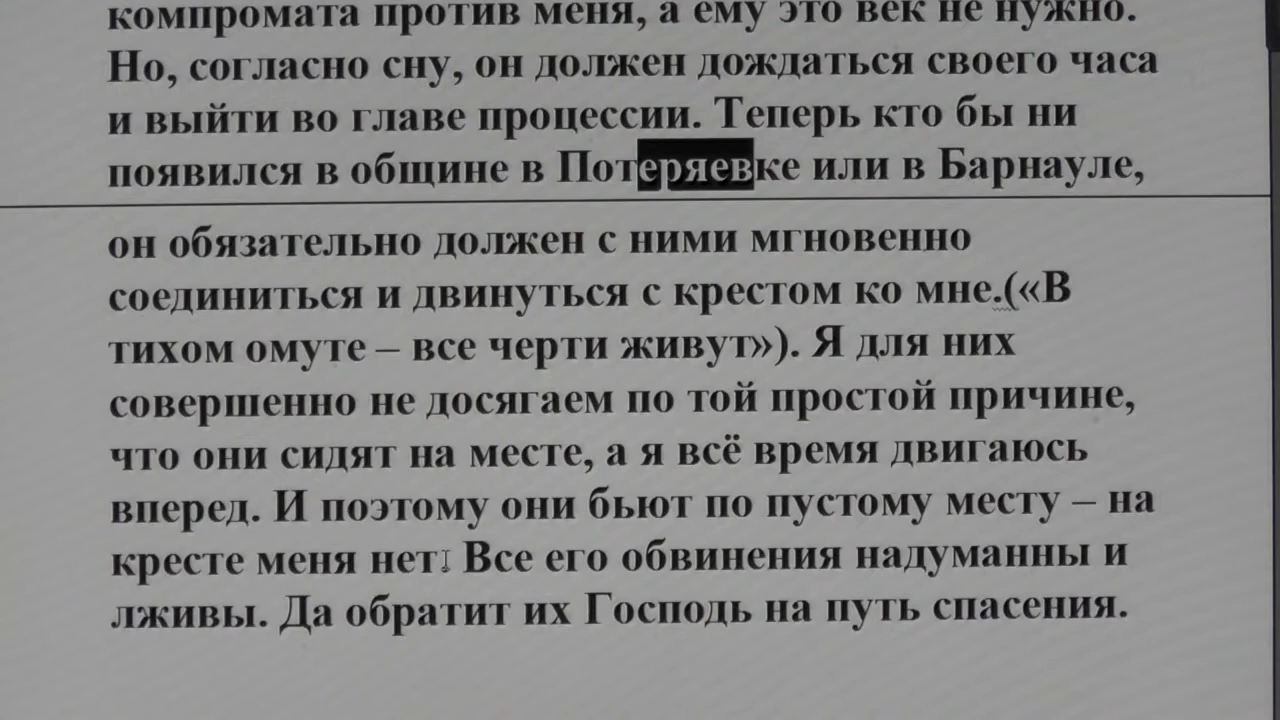 компромата против меня, а ему это век не нужно.
Но, согласно сну, он должен дождаться своего часа
и выйти во главе процессии. Теперь кто бы ни
появился в общине в Потеряевке или в Барнауле,
он обязательно должен с ними мгновенно
соединиться и двинуться с крестом ко мне.(«В
тихом омуте – все черти живут»). Я для них
совершенно не досягаем по той простой причине,
что они сидят на месте, а я всё время двигаюсь
вперед. И поэтому они бьют по пустому месту – на
кресте меня нет. Все его обвинения надуманны и
лживы. Да обратит их Господь на путь спасения.